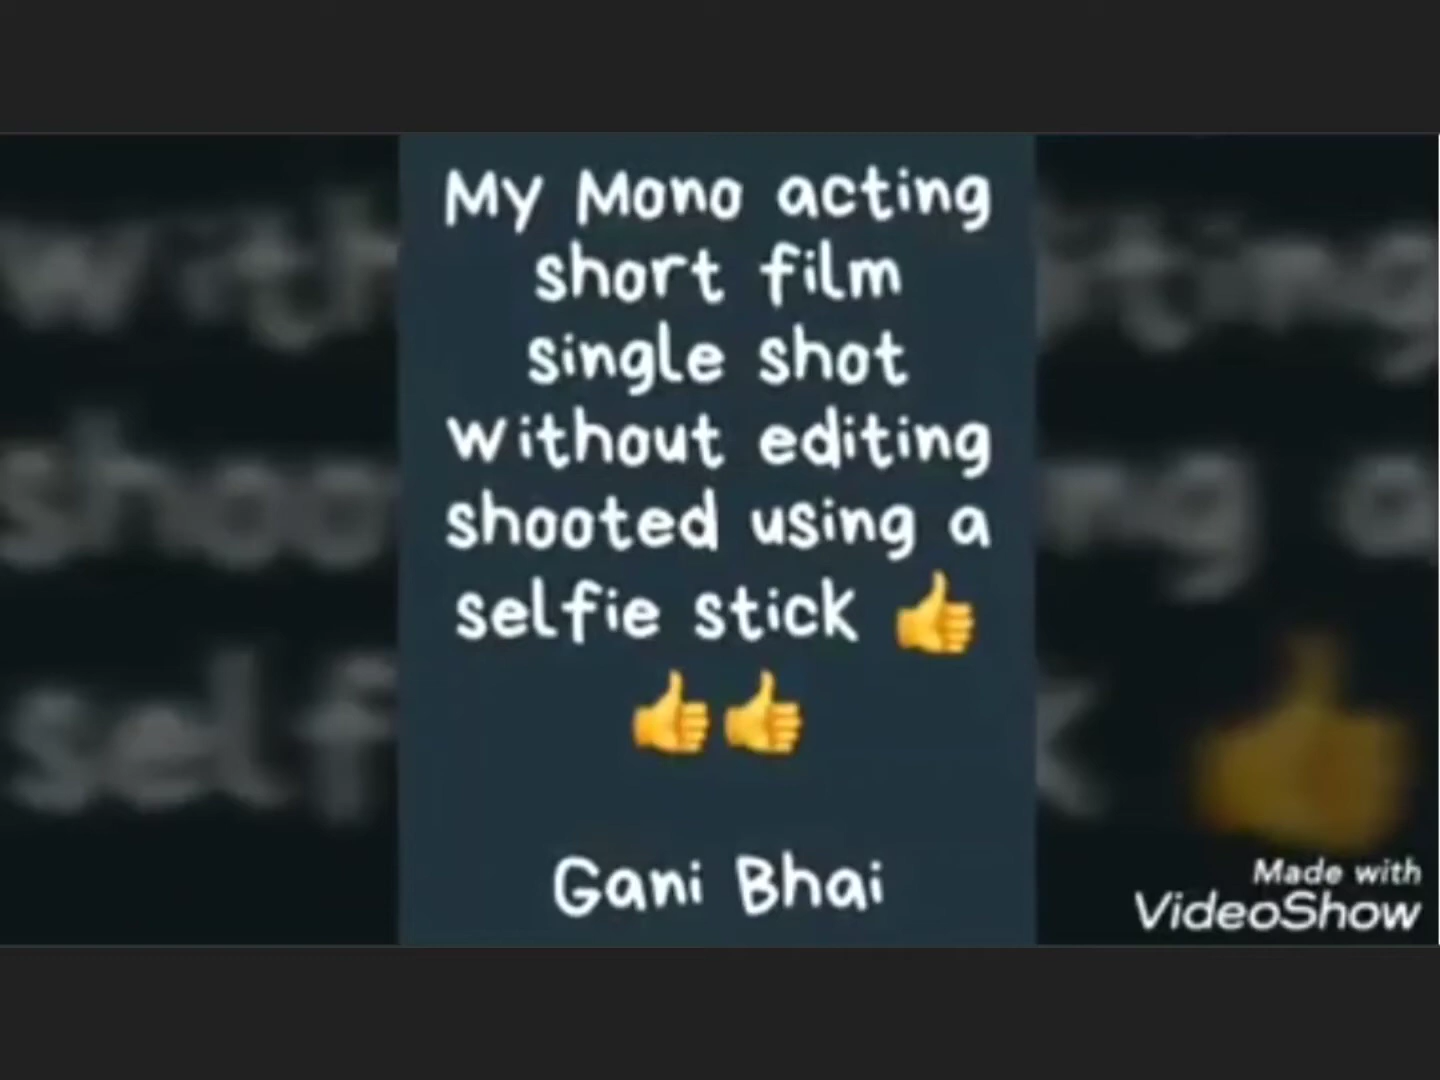 My Mono acting
short film
single shot
without editing
shooted using a
selfie stick 👍
👍👍
Gani Bhai
Made with
VideoShow